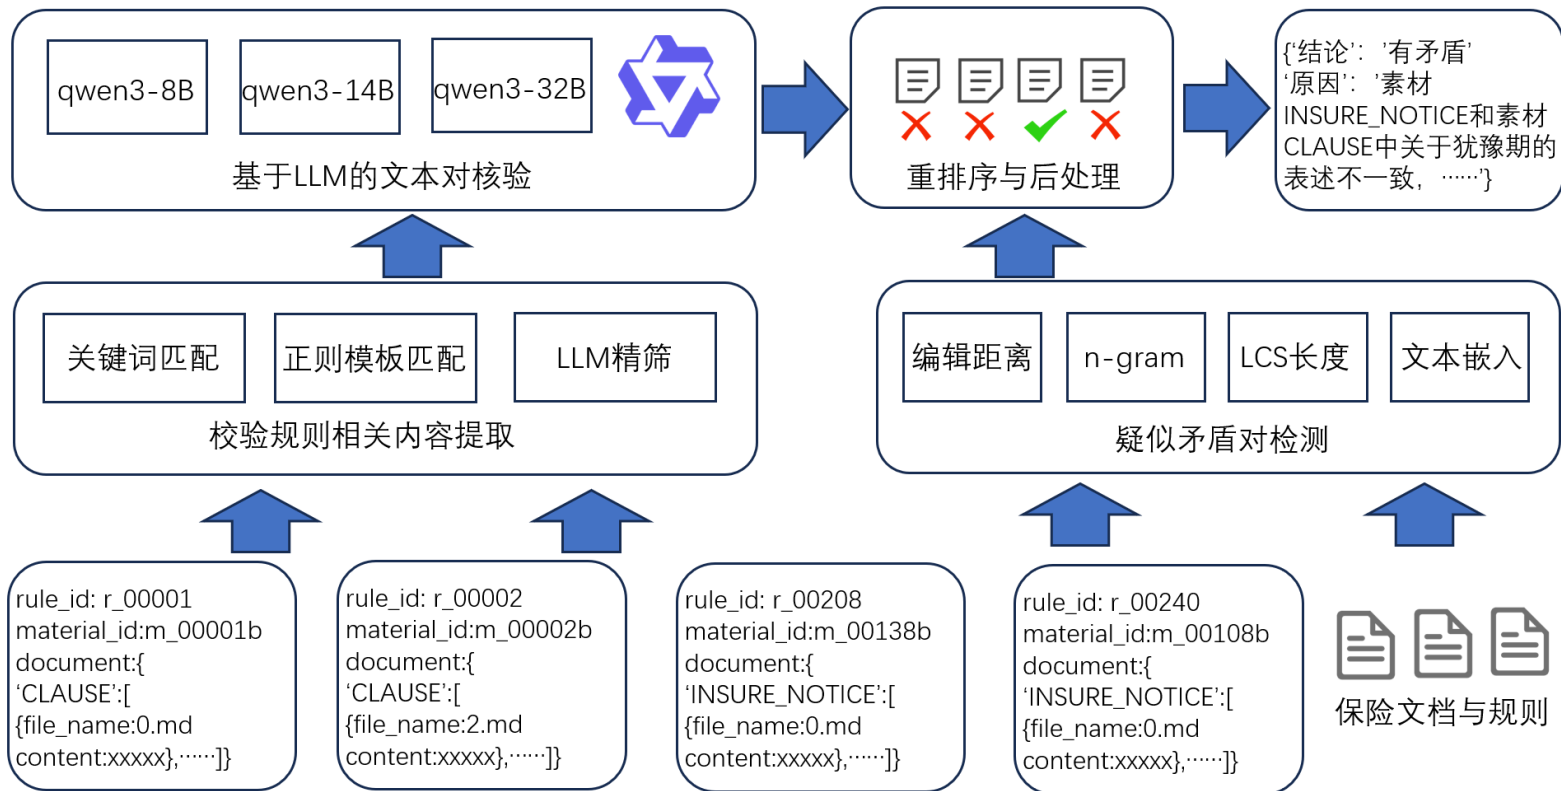 qwen3-8B
qwen3-14B
qwen3-32B
基于LLM的文本对核验
重排序与后处理
{‘结论’：’有矛盾’
‘原因’：’素材
INSURE_NOTICE和素材
CLAUSE中关于犹豫期的
表述不一致，……’}
关键词匹配
正则模板匹配
LLM精筛
校验规则相关内容提取
编辑距离
n-gram
LCS长度
文本嵌入
疑似矛盾对检测
rule_id: r_00001
material_id:m_00001b
document:{
‘CLAUSE’:[
{file_name:0.md
content:xxxxx},……]}
rule_id: r_00002
material_id:m_00002b
document:{
‘CLAUSE’:[
{file_name:2.md
content:xxxxx},……]}
rule_id: r_00208
material_id:m_00138b
document:{
‘INSURE_NOTICE’:[
{file_name:0.md
content:xxxxx},……]}
rule_id: r_00240
material_id:m_00108b
document:{
‘INSURE_NOTICE’:[
{file_name:0.md
content:xxxxx},……]}
保险文档与规则